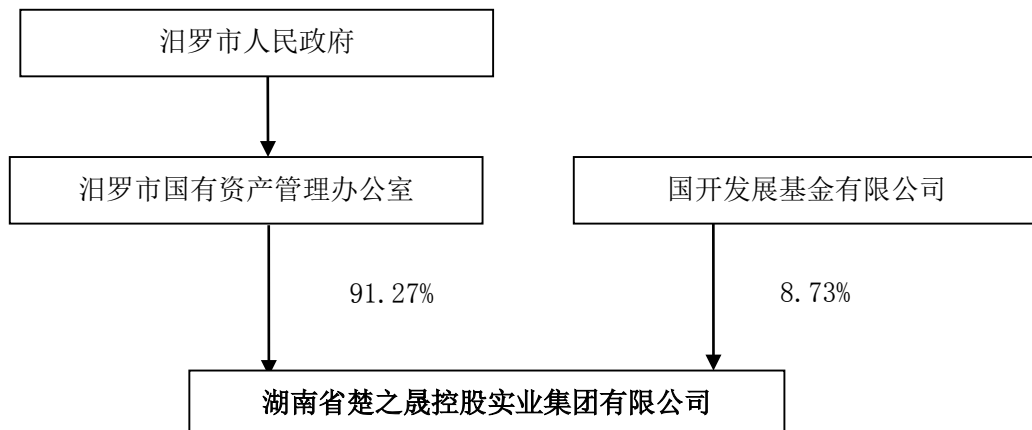 汨罗市人民政府
汨罗市国有资产管理办公室
国开发展基金有限公司
91.27%
8.73%
湖南省楚之晟控股实业集团有限公司